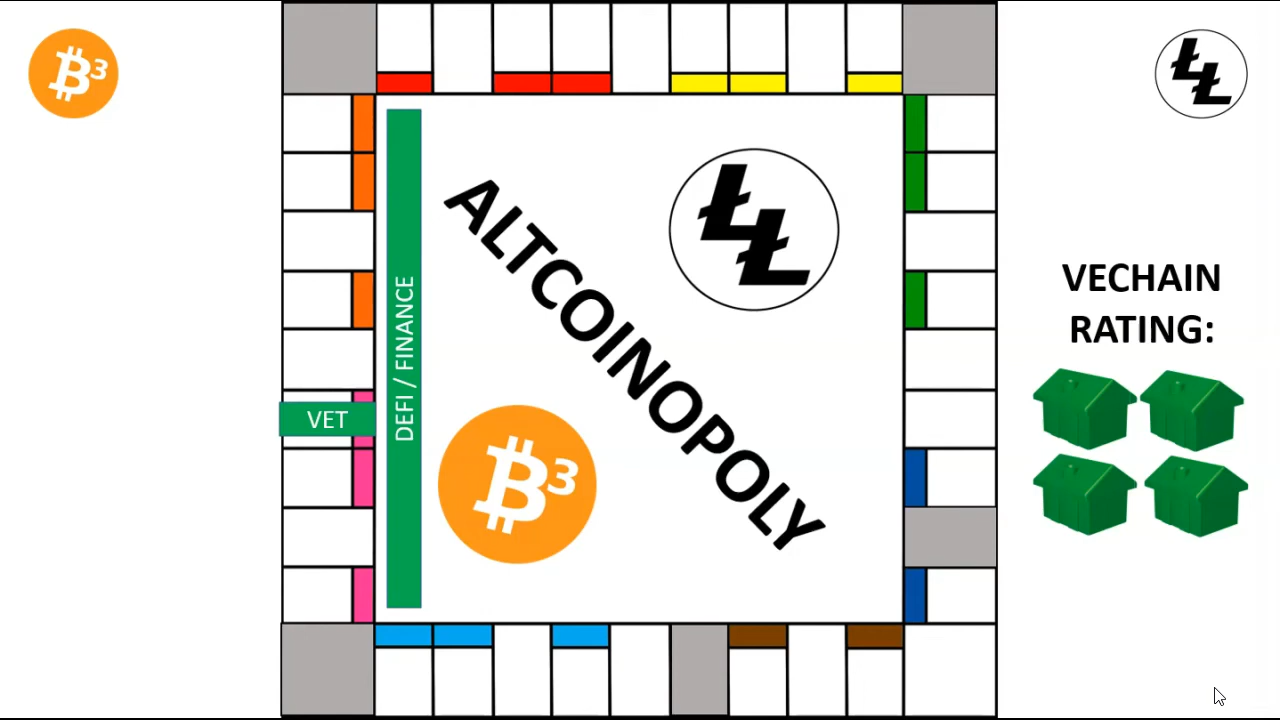 ALTCOINOPOLY
DEFI / FINANCE
VET
VECHAIN
RATING: